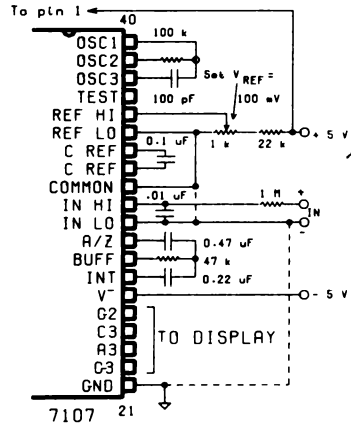 To pin 1
40
OSC1
100 k
OSC2
OSC3
Set V REF =
TEST
100 pF
100 mV
REF HI
REF LO
+ 5 V
0.1 uF
1 k
22 k
C REF
C REF
COMMON
.01 uF
1 M
+
IN HI
IN
IN LO
-
A/Z
0.47 uF
BUFF
47 k
INT
0.22 uF
V-
- 5 V
G2
C3
TO DISPLAY
A3
G3
GND
7107
21